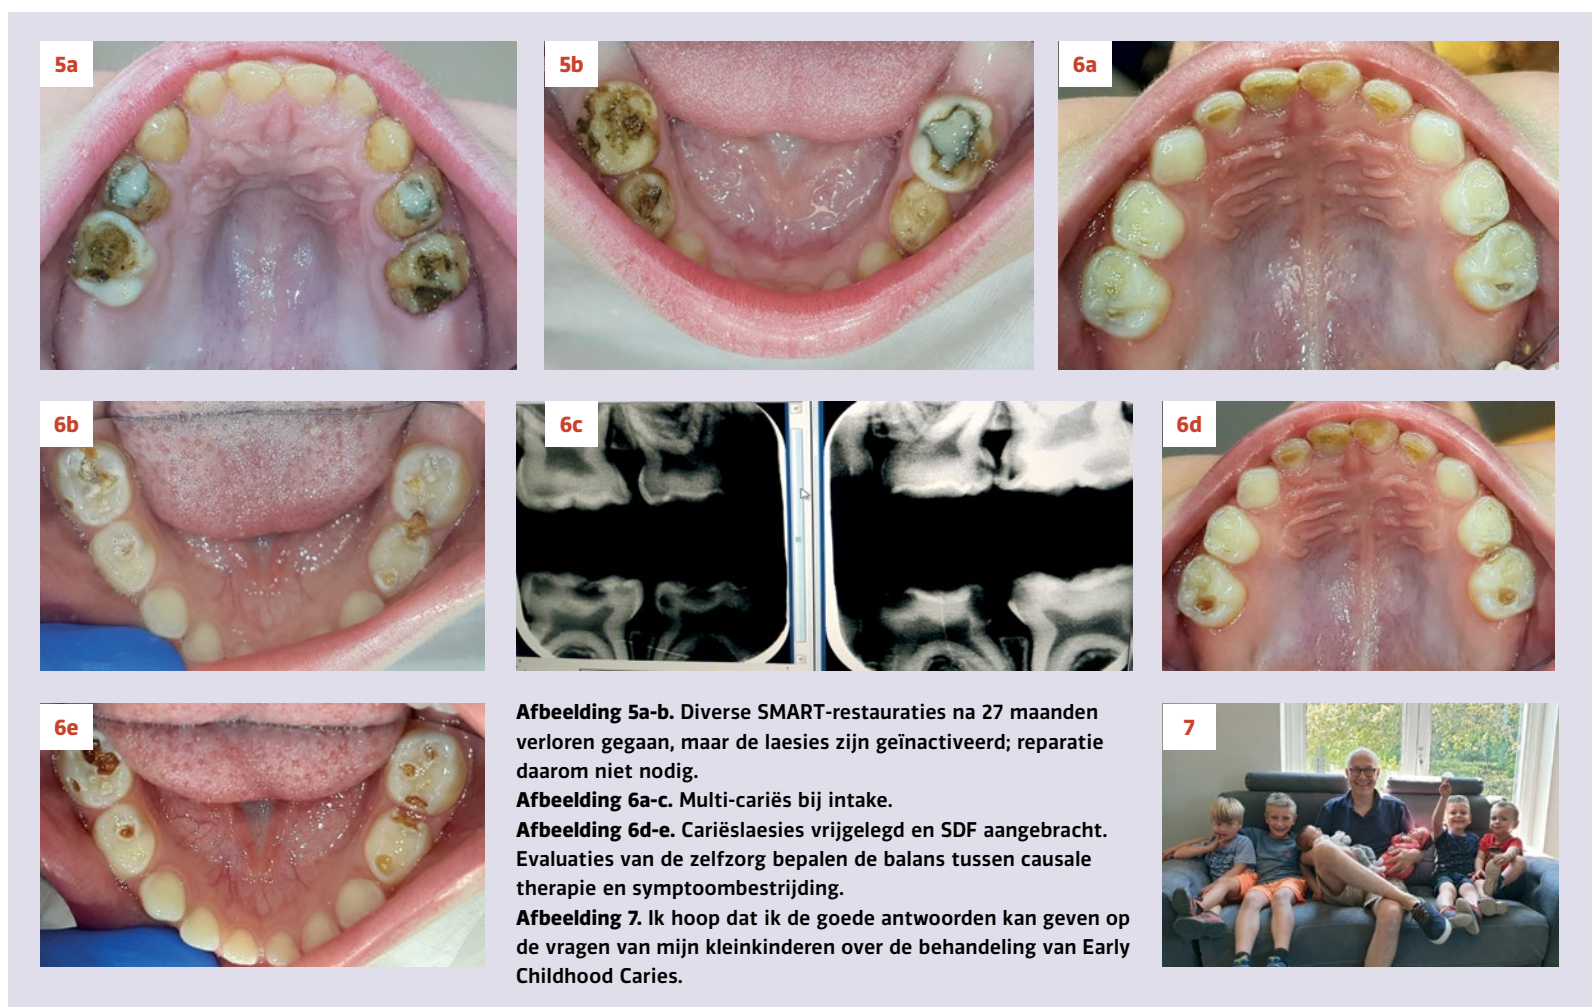 5a
5b
6a
6b
6c
6d
6e
7
Afbeelding 5a-b. Diverse SMART-restauraties na 27 maanden
verloren gegaan, maar de laesies zijn geïnactiveerd; reparatie
daarom niet nodig.
Afbeelding 6a-c. Multi-cariës bij intake.
Afbeelding 6d-e. Cariëslaesies vrijgelegd en SDF aangebracht.
Evaluaties van de zelfzorg bepalen de balans tussen causale
therapie en symptoombestrijding.
Afbeelding 7. Ik hoop dat ik de goede antwoorden kan geven op
de vragen van mijn kleinkinderen over de behandeling van Early
Childhood Caries.